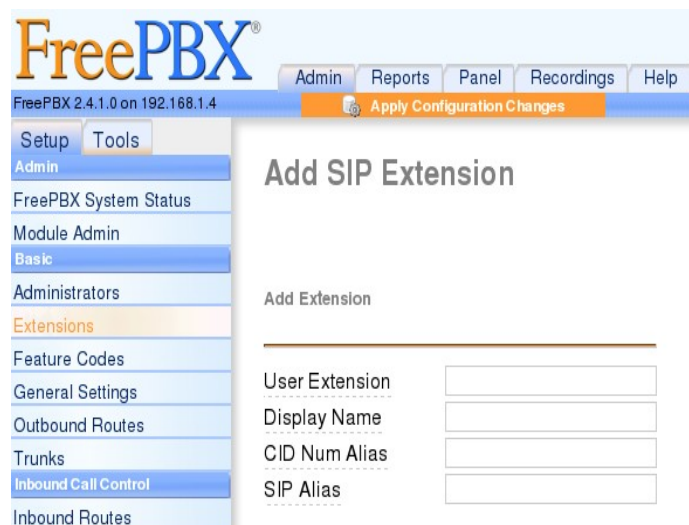 FreePBX®
Admin Reports Panel Recordings Help
FreePBX 2.4.1.0 on 192.168.1.4
Apply Configuration Changes
Setup Tools
Admin
FreePBX System Status
Module Admin
Basic
Administrators
Extensions
Feature Codes
General Settings
Outbound Routes
Trunks
Inbound Call Control
Inbound Routes
Add SIP Extension
Add Extension
User Extension
Display Name
CID Num Alias
SIP Alias